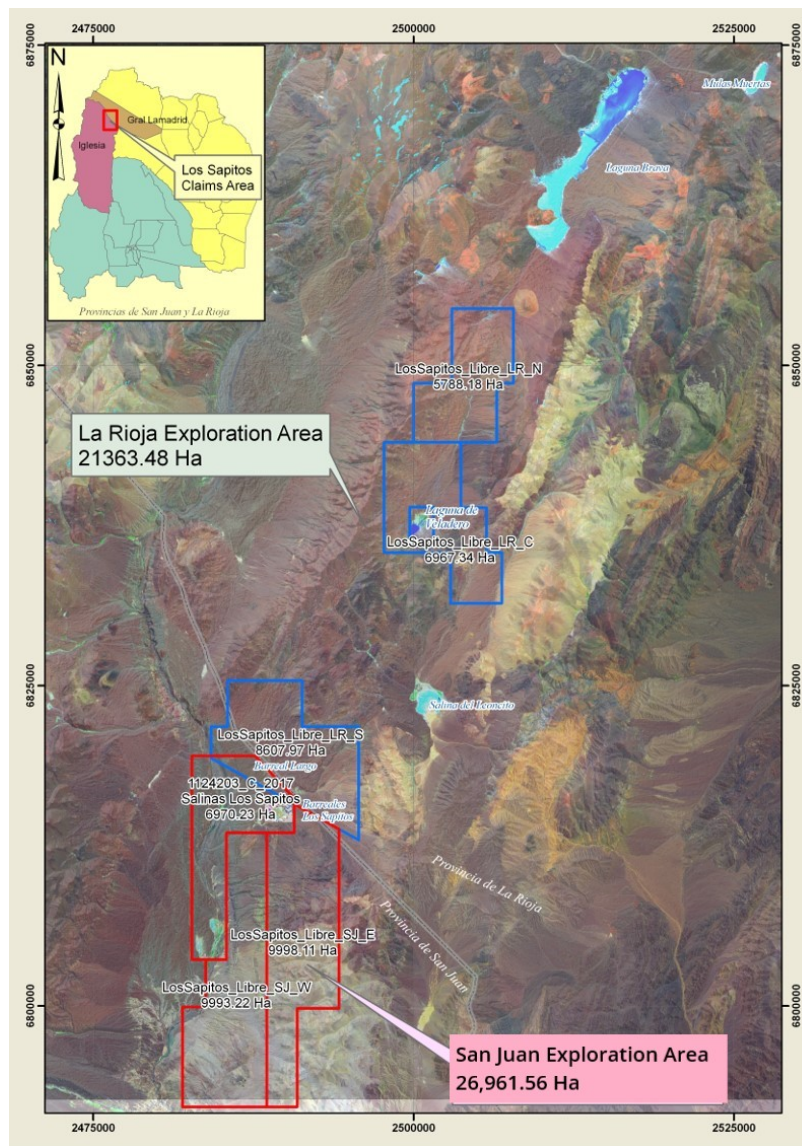 2475000
2500000
2525000
6875000
6875000
N
Gral Lamadrid
Iglesia
Los Sapitos
Claims Area
Provincias de San Juan y La Rioja
Mulas Muertas
Laguna Brava
6850000
6850000
LosSapitos_Libre_LR_N
5788.18 Ha
La Rioja Exploration Area
21363.48 Ha
Laguna de
Veladero
LosSapitos_Libre_LR_C
6967.34 Ha
6825000
6825000
Salina del Leoncito
LosSapitos_Libre_LR_S
8607.97 Ha
Barreal Largo
1124203_C_2017
Salinas Los Sapitos
6970.23 Ha
Barreales
Los Sapitos
Provincia de La Rioja
Provincia de San Juan
LosSapitos_Libre_SJ_E
9998.11 Ha
LosSapitos_Libre_SJ_W
9993.22 Ha
6800000
6800000
San Juan Exploration Area
26,961.56 Ha
2475000
2500000
2525000